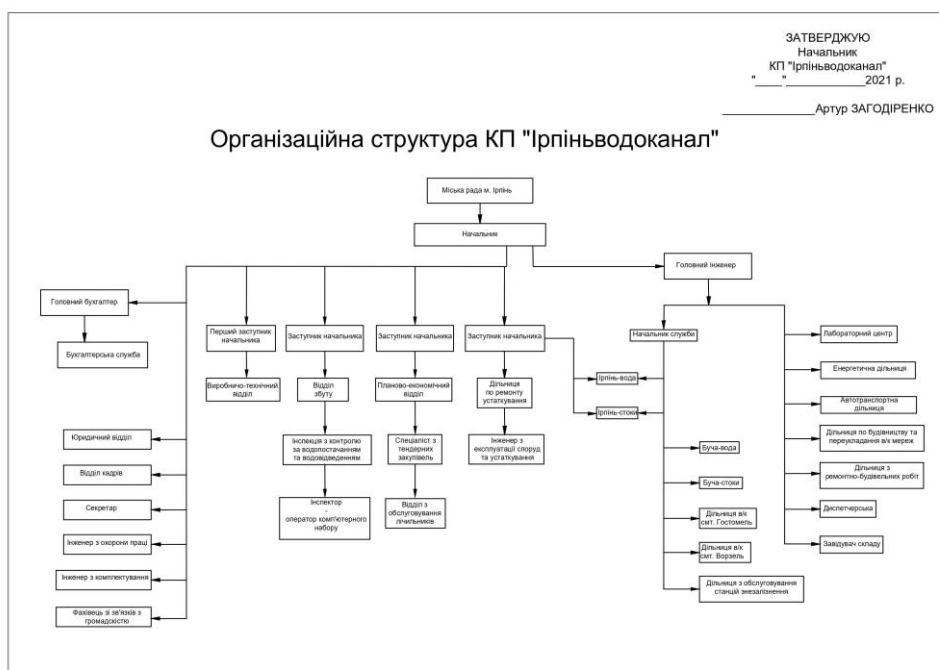 ЗАТВЕРДЖУЮ
Начальник
КП "Ірпіньводоканал"
"____"____________2021 р.
______________Артур ЗАГОДІРЕНКО
Організаційна структура КП "Ірпіньводоканал"
Міська рада м. Ірпінь
Начальник
Головний інженер
Головний бухгалтер
Бухгалтерська служба
Перший заступник
начальника
Заступник начальника
Заступник начальника
Заступник начальника
Начальник служби
Лабораторний центр
Виробничо-технічний
відділ
Відділ
збуту
Планово-економічний
відділ
Дільниця
по ремонту
устаткування
Ірпінь-вода
Ірпінь-стоки
Енергетична дільниця
Автотранспортна
дільниця
Юридичний відділ
Інспекція з контролю
за водопостачанням
та водовідведенням
Спеціаліст з
тендерних
закупівель
Інженер з
експлуатації споруд
та устаткування
Буча-вода
Дільниця по будівництву та
переукладання в/к мереж
Відділ кадрів
Буча-стоки
Дільниця з
ремонтно-будівельних робіт
Секретар
Інспектор
-
оператор комп'ютерного
набору
Відділ з
обслуговування
лічильників
Дільниця в/к
смт. Гостомель
Диспетчерська
Інженер з охорони праці
Дільниця в/к
смт. Ворзель
Завідувач складу
Інженер з комплектування
Дільниця з обслуговування
станцій знезалізнення
Фахівець зі зв'язків з
громадскістю